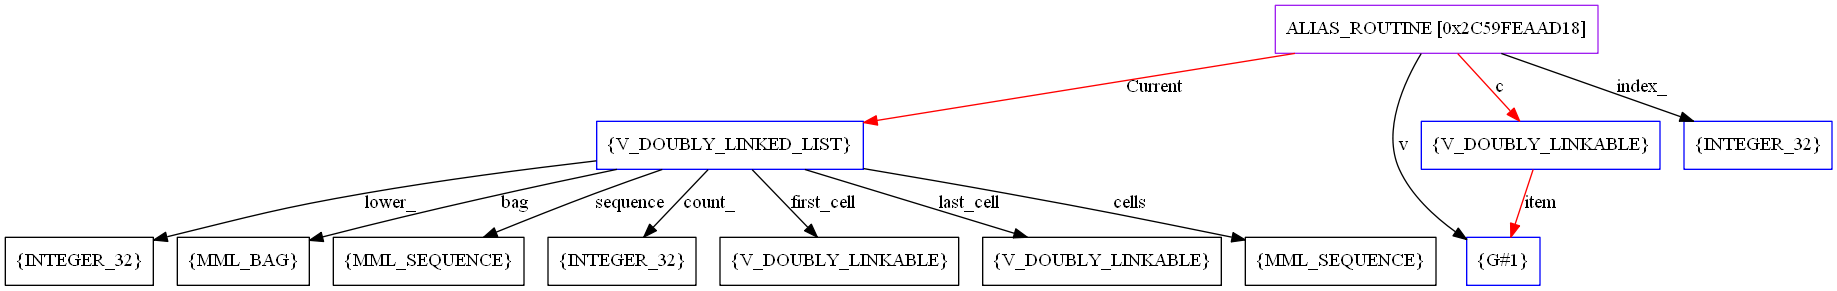 ALIAS_ROUTINE [0x2C59FEAAD18]
Current
c
index_
{V_DOUBLY_LINKED_LIST}
v
{V_DOUBLY_LINKABLE}
{INTEGER_32}
lower_
bag
sequence
count_
first_cell
last_cell
cells
item
{INTEGER_32}
{MML_BAG}
{MML_SEQUENCE}
{INTEGER_32}
{V_DOUBLY_LINKABLE}
{V_DOUBLY_LINKABLE}
{MML_SEQUENCE}
{G#1}